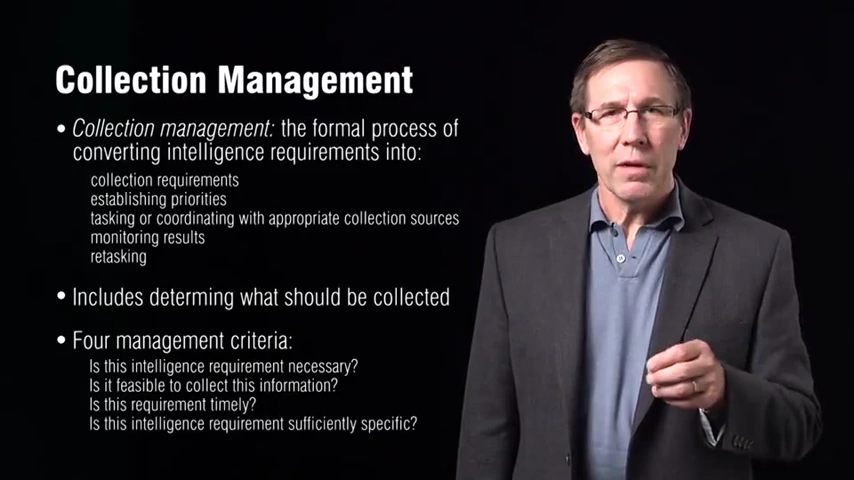 Collection Management
• Collection management: the formal process of
converting intelligence requirements into:
collection requirements
establishing priorities
tasking or coordinating with appropriate collection sources
monitoring results
retasking
• Includes determining what should be collected
• Four management criteria:
Is this intelligence requirement necessary?
Is it feasible to collect this information?
Is this requirement timely?
Is this intelligence requirement sufficiently specific?